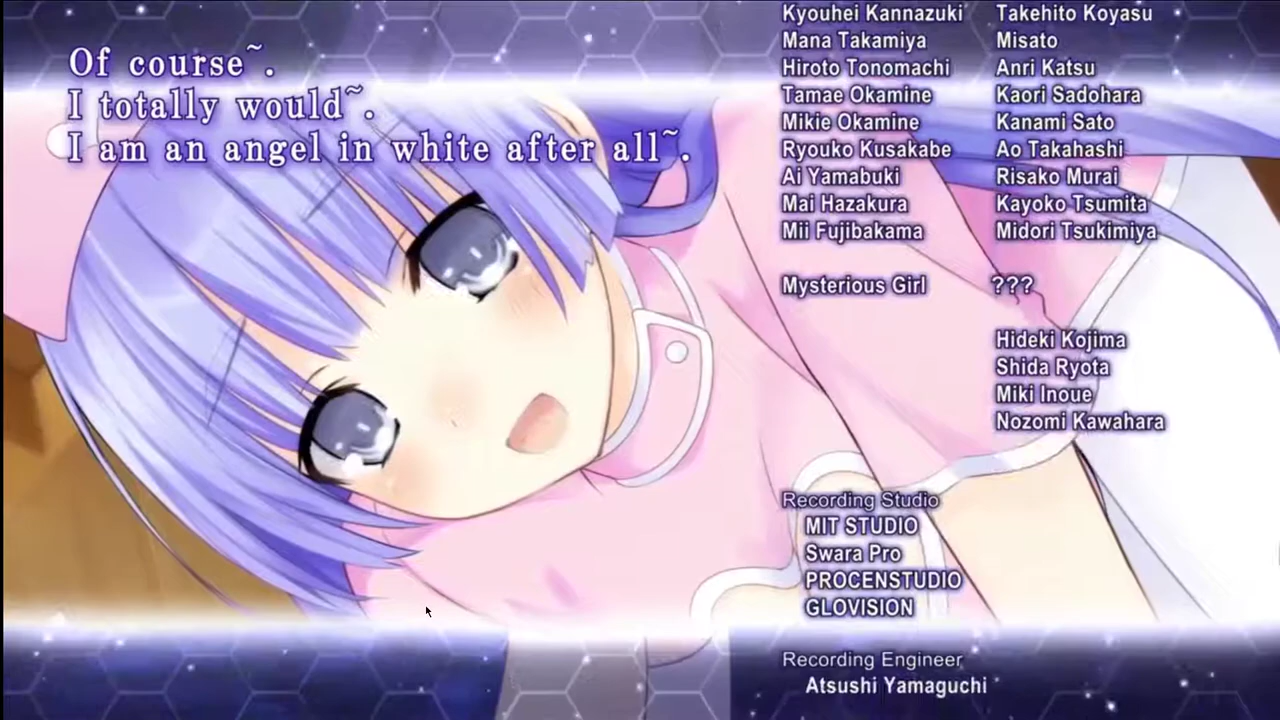 Of course~.
I totally would~.
I am an angel in white after all~.
Kyouhei Kannazuki Takehito Koyasu
Mana Takamiya Misato
Hiroto Tonomachi Anri Katsu
Tamae Okamine Kaori Sadohara
Mikie Okamine Kanami Sato
Ryouko Kusakabe Ao Takahashi
Ai Yamabuki Risako Murai
Mai Hazakura Kayoko Tsumita
Mii Fujibakama Midori Tsukimiya
Mysterious Girl ???
Hideki Kojima
Shida Ryota
Miki Inoue
Nozomi Kawahara
Recording Studio
MIT STUDIO
Swara Pro
PROCENSTUDIO
GLOVISION
Recording Engineer
Atsushi Yamaguchi